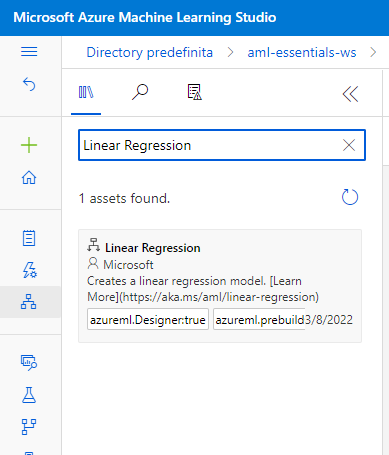 Microsoft Azure Machine Learning Studio
Directory predefinita > aml-essentials-ws >
Linear Regression
1 assets found.
Linear Regression
Microsoft
Creates a linear regression model. [Learn
More](https://aka.ms/aml/linear-regression)
azureml.Designer:true azureml.prebuild3/8/2022